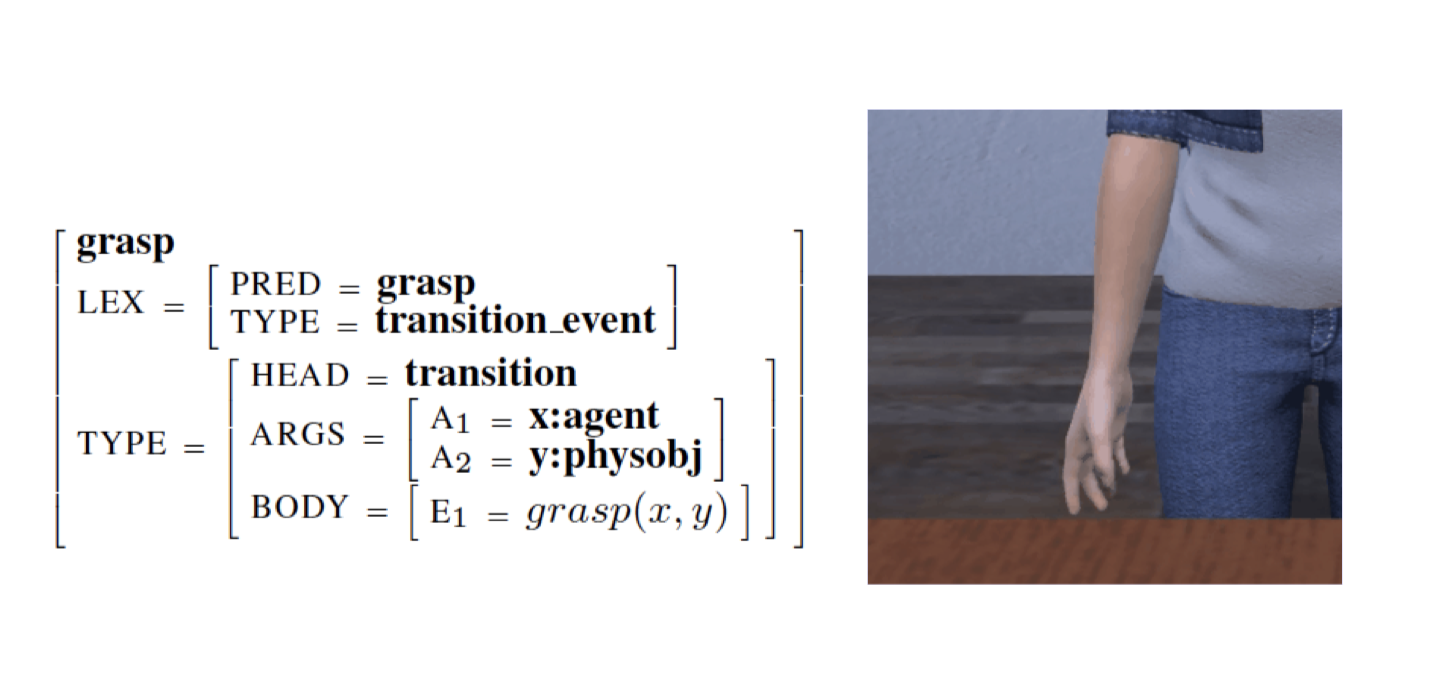 grasp
LEX = [ PRED = grasp
TYPE = transition_event ]
TYPE = [ HEAD = transition
ARGS = [ A1 = x:agent
A2 = y:physobj ]
BODY = [ E1 = grasp(x, y) ] ]